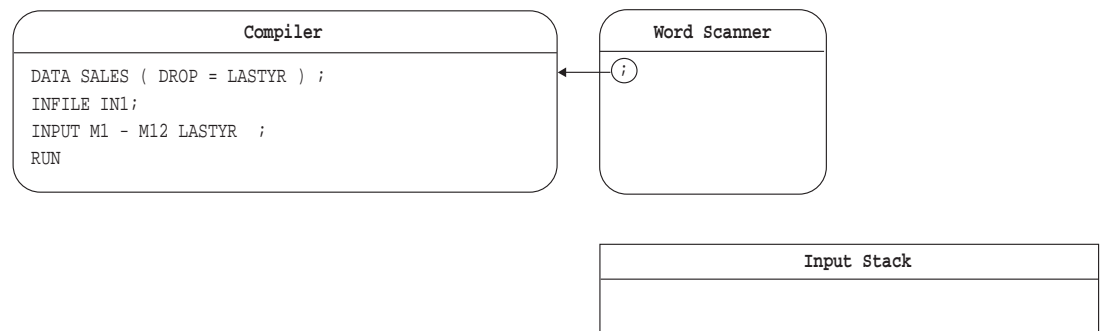 Compiler
DATA SALES ( DROP = LASTYR ) ;
INFILE IN1;
INPUT M1 - M12 LASTYR  ;
RUN
Word Scanner
;
Input Stack